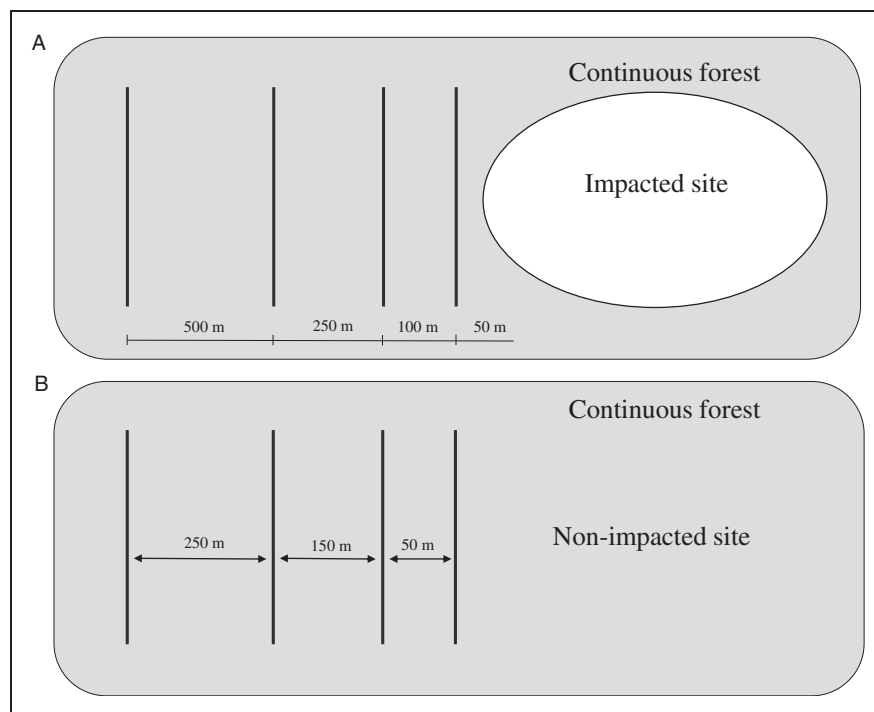 A
Continuous forest
Impacted site
500 m 250 m 100 m 50 m
B
Continuous forest
250 m 150 m 50 m
Non-impacted site